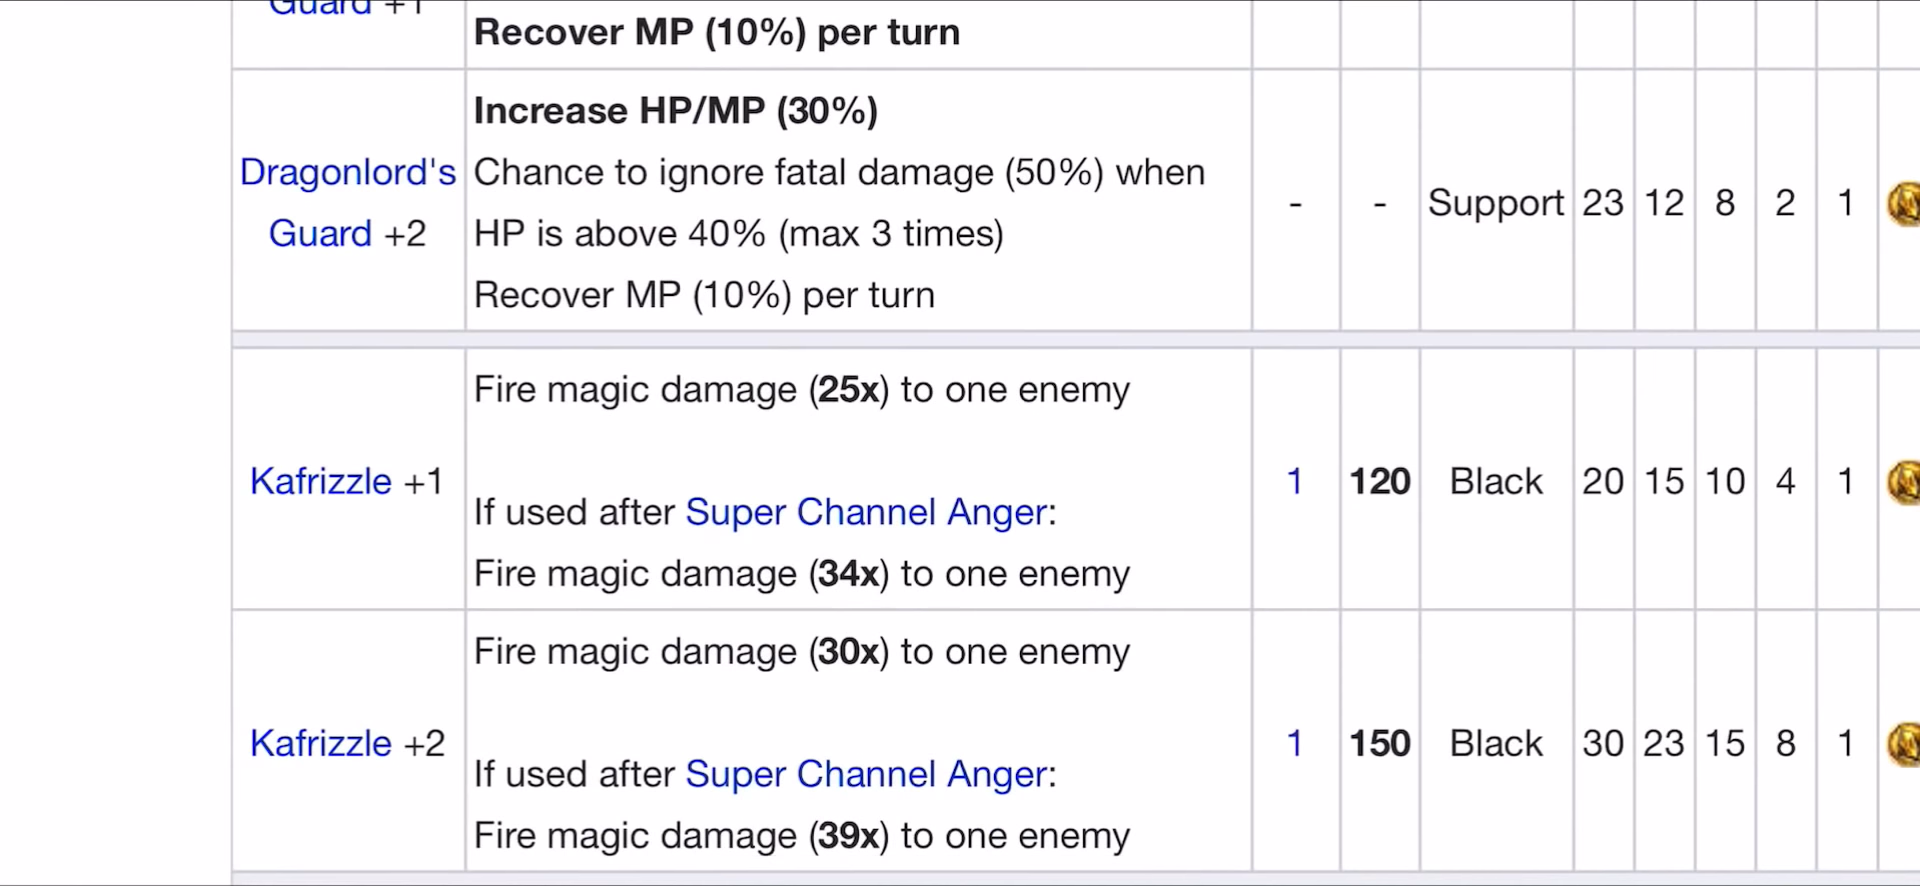 Guard +1
Recover MP (10%) per turn
Increase HP/MP (30%)
Dragonlord's Guard +2
Chance to ignore fatal damage (50%) when
HP is above 40% (max 3 times)
Recover MP (10%) per turn
- - Support 23 12 8 2 1
Kafrizzle +1
Fire magic damage (25x) to one enemy
If used after Super Channel Anger:
Fire magic damage (34x) to one enemy
1 120 Black 20 15 10 4 1
Kafrizzle +2
Fire magic damage (30x) to one enemy
If used after Super Channel Anger:
Fire magic damage (39x) to one enemy
1 150 Black 30 23 15 8 1